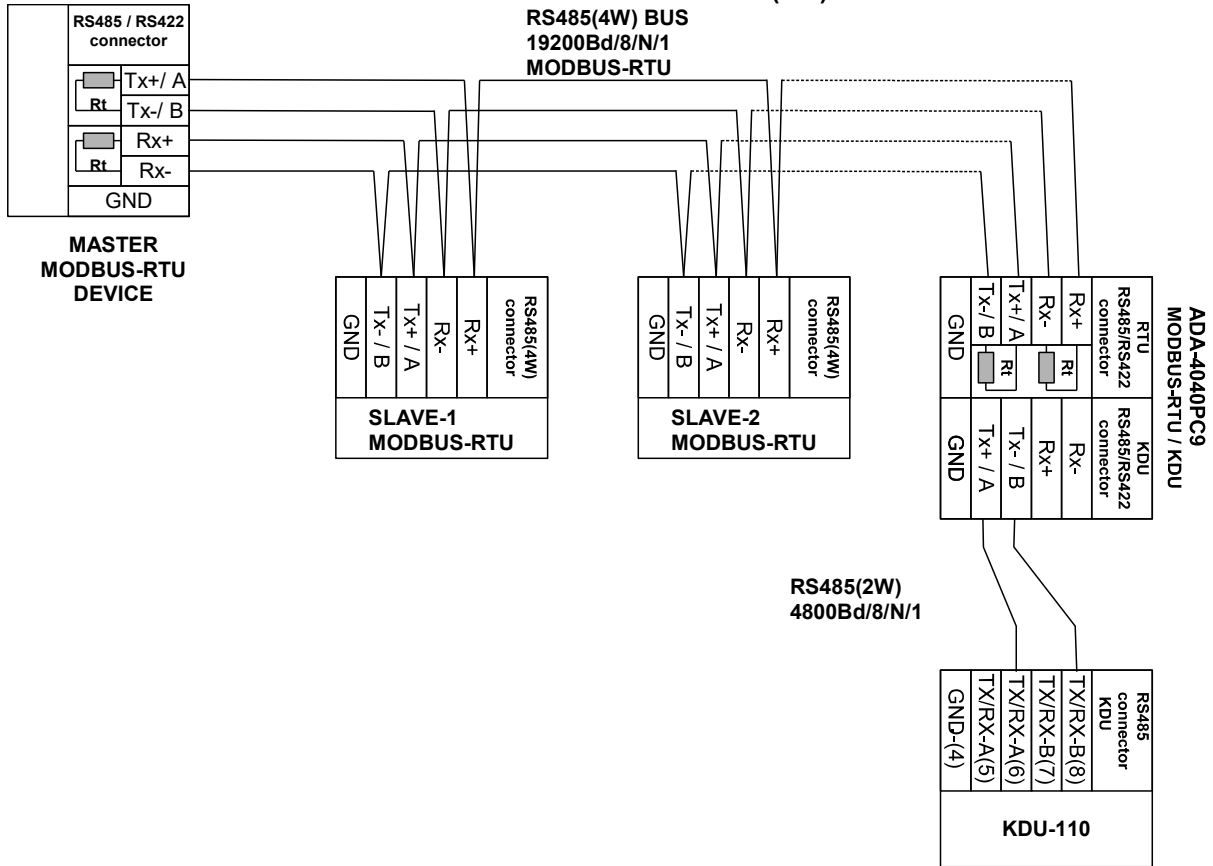 RS485(4W) BUS
19200Bd/8/N/1
MODBUS-RTU
RS485 / RS422
connector
Tx+/ A
Rt
Tx-/ B
Rx+
Rt
Rx-
GND
MASTER
MODBUS-RTU
DEVICE
GND
Tx- / B
Tx+ / A
Rx-
Rx+
RS485(4W)
connector
SLAVE-1
MODBUS-RTU
GND
Tx- / B
Tx+ / A
Rx-
Rx+
RS485(4W)
connector
SLAVE-2
MODBUS-RTU
GND
Tx-/ B
Tx+/ A
Rx-
Rx+
RTU
RS485/RS422
connector
Rt
Rt
GND
Tx+ / A
Tx- / B
Rx+
Rx-
KDU
RS485/RS422
connector
ADA-4040PC9
MODBUS-RTU / KDU
RS485(2W)
4800Bd/8/N/1
GND-(4)
TX/RX-A(5)
TX/RX-A(6)
TX/RX-B(7)
TX/RX-B(8)
RS485
connector
KDU
KDU-110